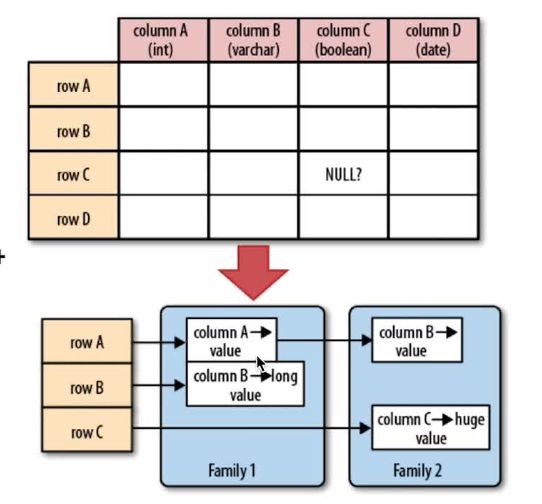 column A column B column C column D
(int) (varchar) (boolean) (date)
row A
row B
row C NULL?
row D
+
row A column A→ value column B→ value
row B column B→long value
row C column C→huge value
Family 1 Family 2